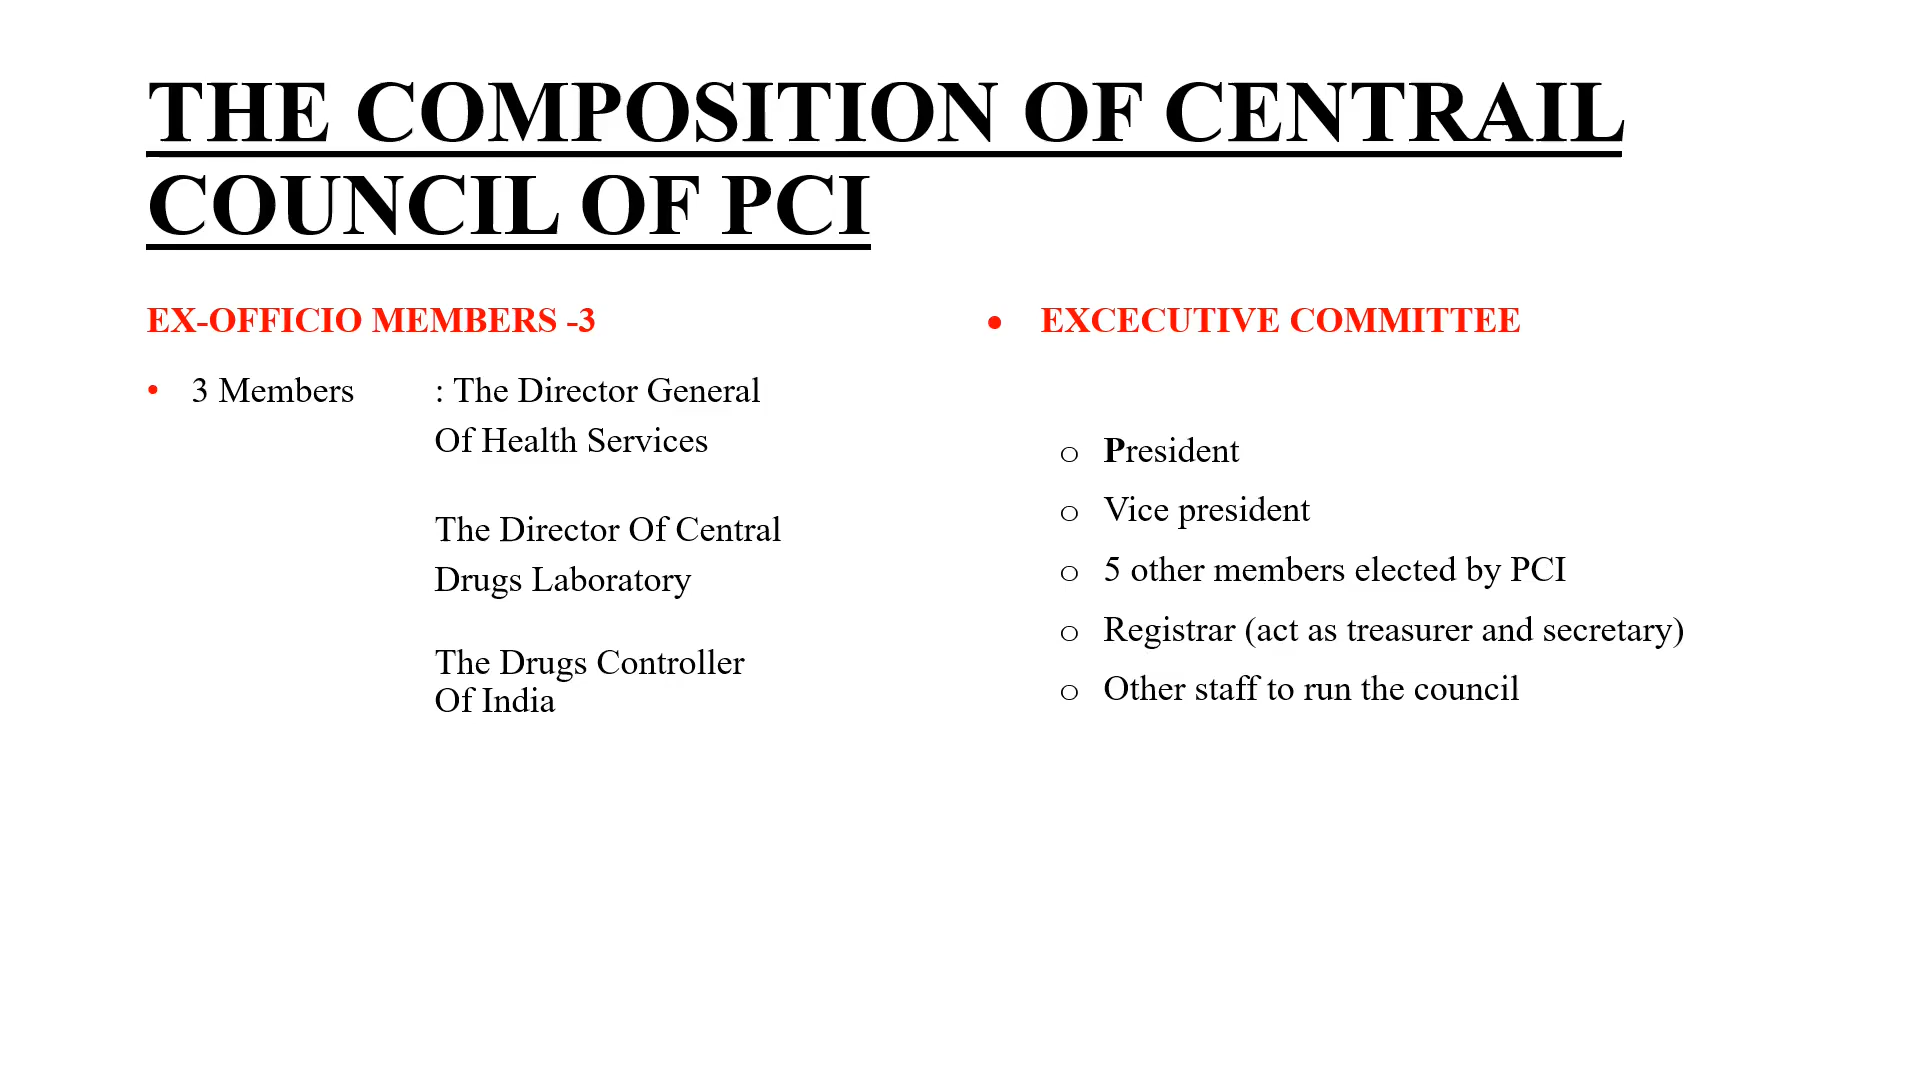 THE COMPOSITION OF CENTRAIL
COUNCIL OF PCI
EX-OFFICIO MEMBERS -3
• 3 Members : The Director General
Of Health Services
The Director Of Central
Drugs Laboratory
The Drugs Controller
Of India
• EXCECUTIVE COMMITTEE
o President
o Vice president
o 5 other members elected by PCI
o Registrar (act as treasurer and secretary)
o Other staff to run the council